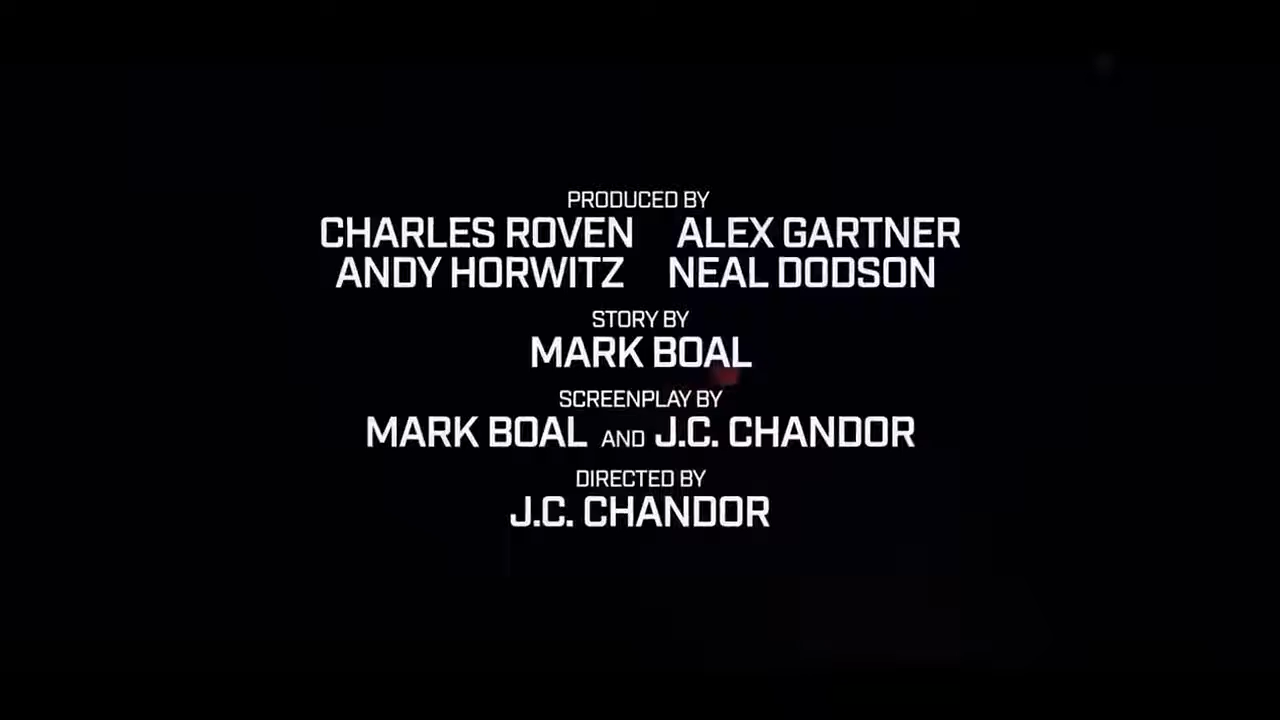 PRODUCED BY
CHARLES ROVEN ALEX GARTNER
ANDY HORWITZ NEAL DODSON
STORY BY
MARK BOAL
SCREENPLAY BY
MARK BOAL AND J.C. CHANDOR
DIRECTED BY
J.C. CHANDOR